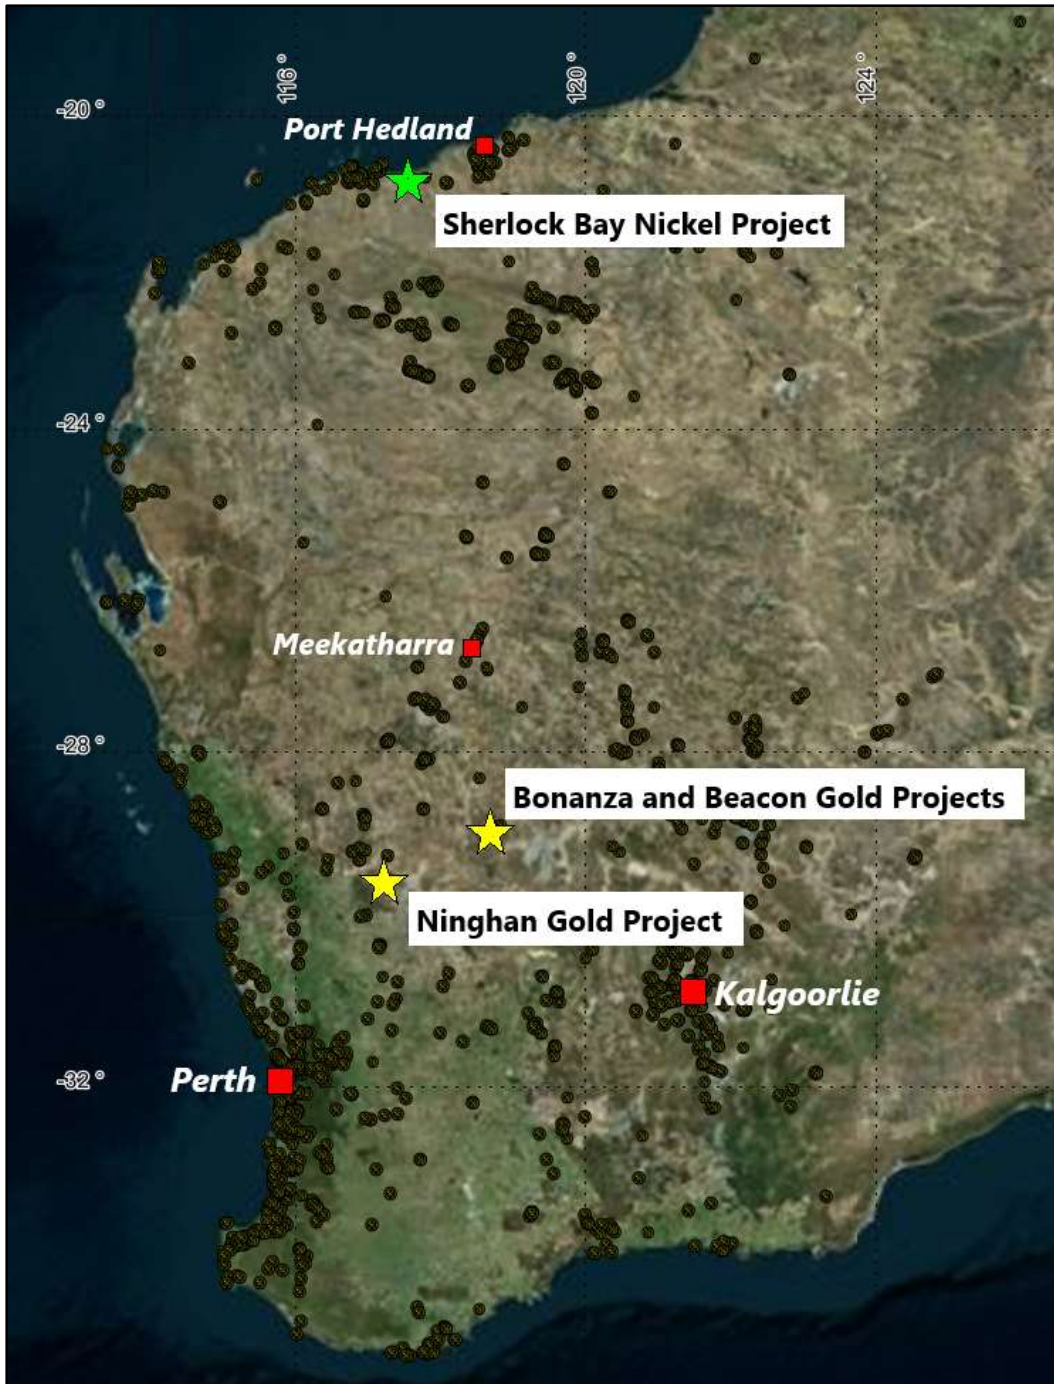 116 °
120 °
124 °
-20 °
Port Hedland
Sherlock Bay Nickel Project
-24 °
Meekatharra
-28 °
Bonanza and Beacon Gold Projects
Ninghan Gold Project
Kalgoorlie
Perth
-32 °